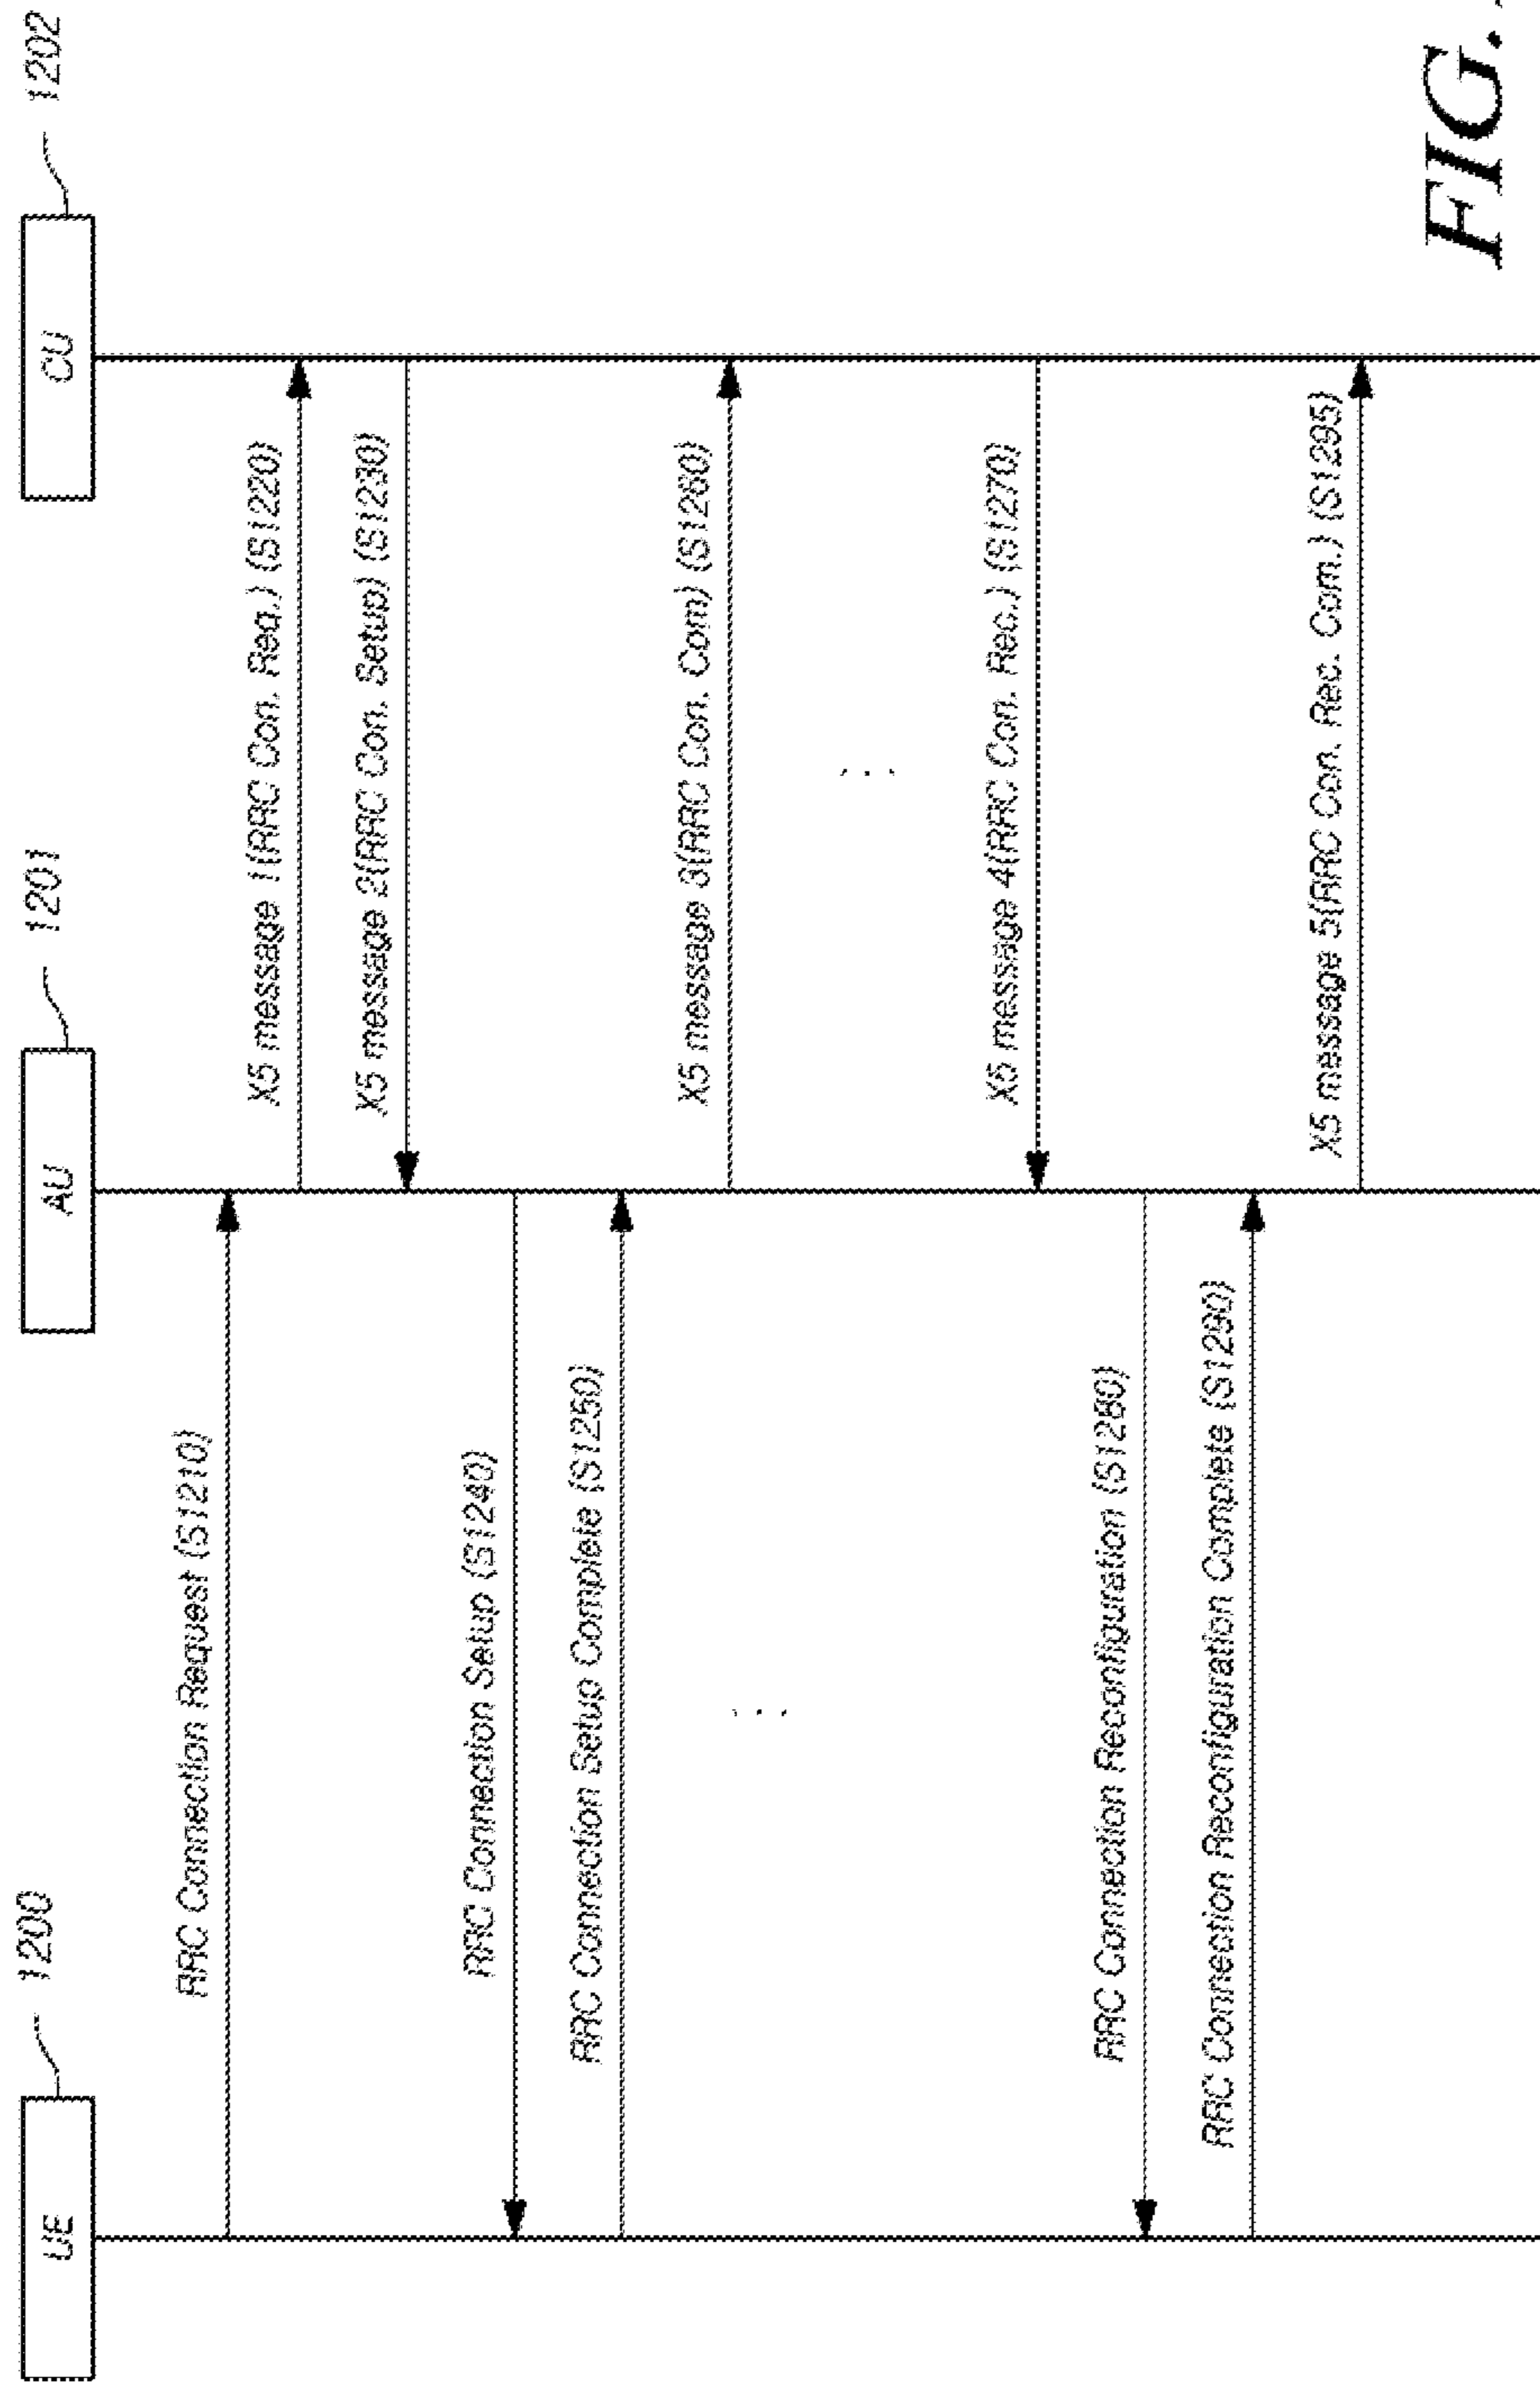 UE
1200
AU
1201
CU
1202
RRC Connection Request (S1210)
X5 message 1(RRC Con. Req.) (S1220)
X5 message 2(RRC Con. Setup) (S1230)
RRC Connection Setup (S1240)
RRC Connection Setup Complete (S1250)
X5 message 3(RRC Con. Com) (S1260)
. . .
. . .
X5 message 4(RRC Con. Rec.) (S1270)
RRC Connection Reconfiguration (S1280)
RRC Connection Reconfiguration Complete (S1290)
X5 message 5(RRC Con. Rec. Com.) (S1295)
FIG.